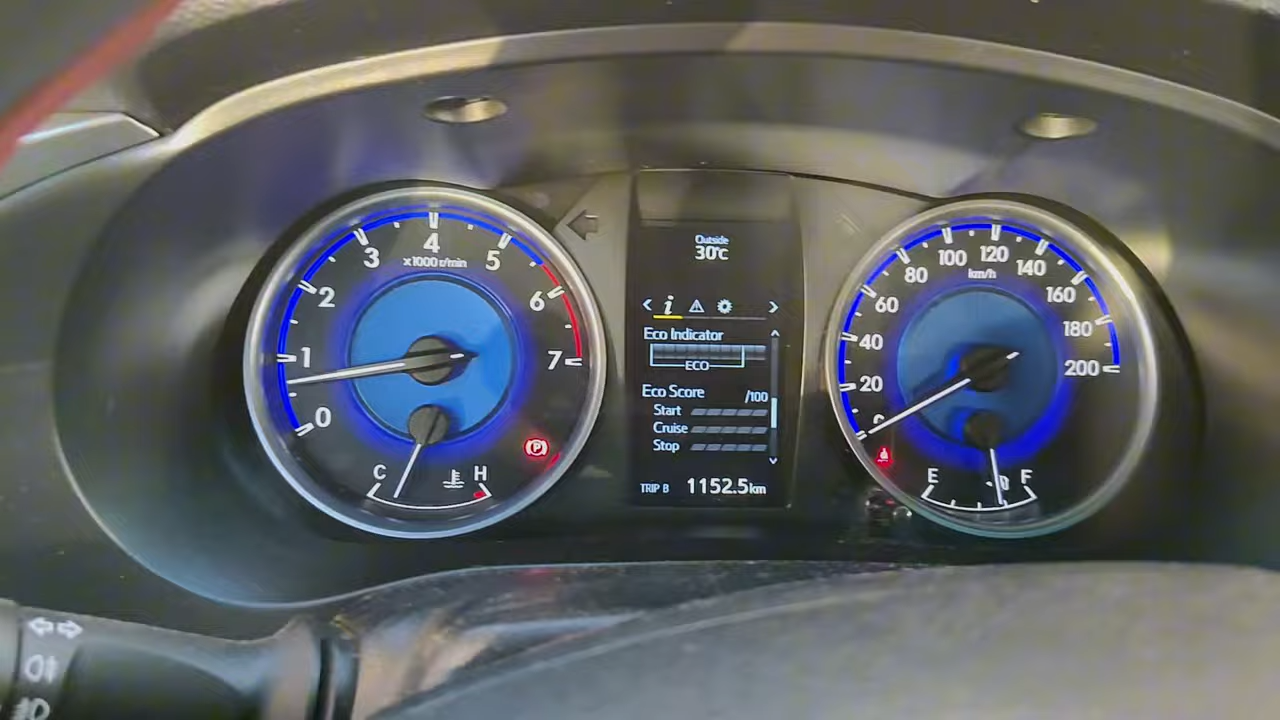 0
1
2
3
4
5
6
7
x1000 r/min
C
H
(P)
Outside
30°C
i
Eco Indicator
ECO
Eco Score
/100
Start
Cruise
Stop
TRIP B 1152.5km
0
20
40
60
80
100
120
140
160
180
200
km/h
E
F